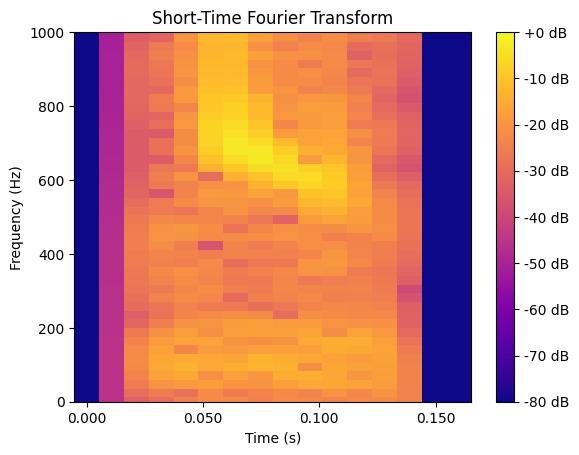 Short-Time Fourier Transform
1000
800
600
400
200
0
Frequency (Hz)
0.000
0.050
0.100
0.150
Time (s)
+0 dB
-10 dB
-20 dB
-30 dB
-40 dB
-50 dB
-60 dB
-70 dB
-80 dB